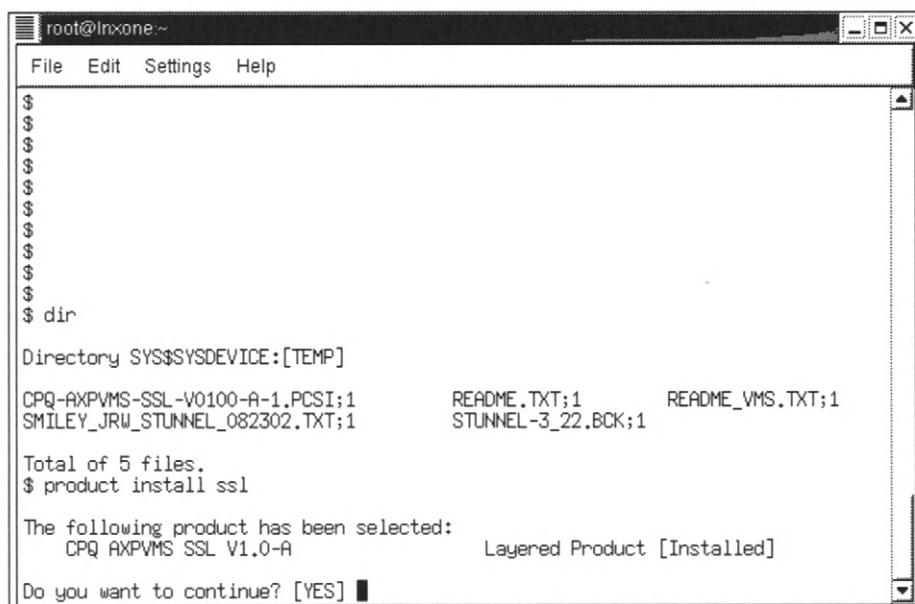 root@lnxone:~
File Edit Settings Help
$
$
$
$
$
$
$
$
$
$
$ dir
Directory SYS$SYSDEVICE:[TEMP]
CPQ-AXPVMS-SSL-V0100-A-1.PCSI;1 README.TXT;1 README_VMS.TXT;1
SMILEY_JRW_STUNNEL_082302.TXT;1 STUNNEL-3_22.BCK;1
Total of 5 files.
$ product install ssl
The following product has been selected:
CPQ AXPVMS SSL V1.0-A Layered Product [Installed]
Do you want to continue? [YES]